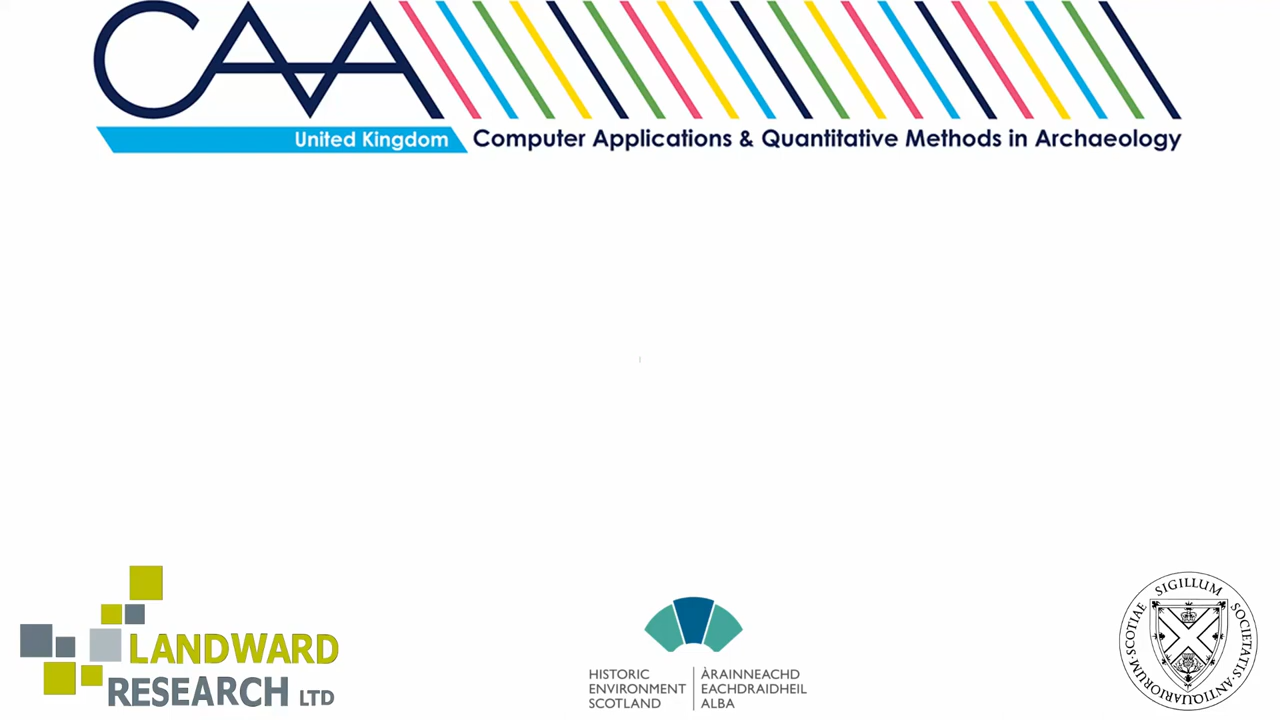 CAA
United Kingdom Computer Applications & Quantitative Methods in Archaeology
LANDWARD
RESEARCH LTD
HISTORIC
ENVIRONMENT
SCOTLAND
ÀRAINNEACHD
EACHDRAIDHEIL
ALBA
SIGILLUM SOCIETATIS·ANTIQUARIORUM·SCOTIAE